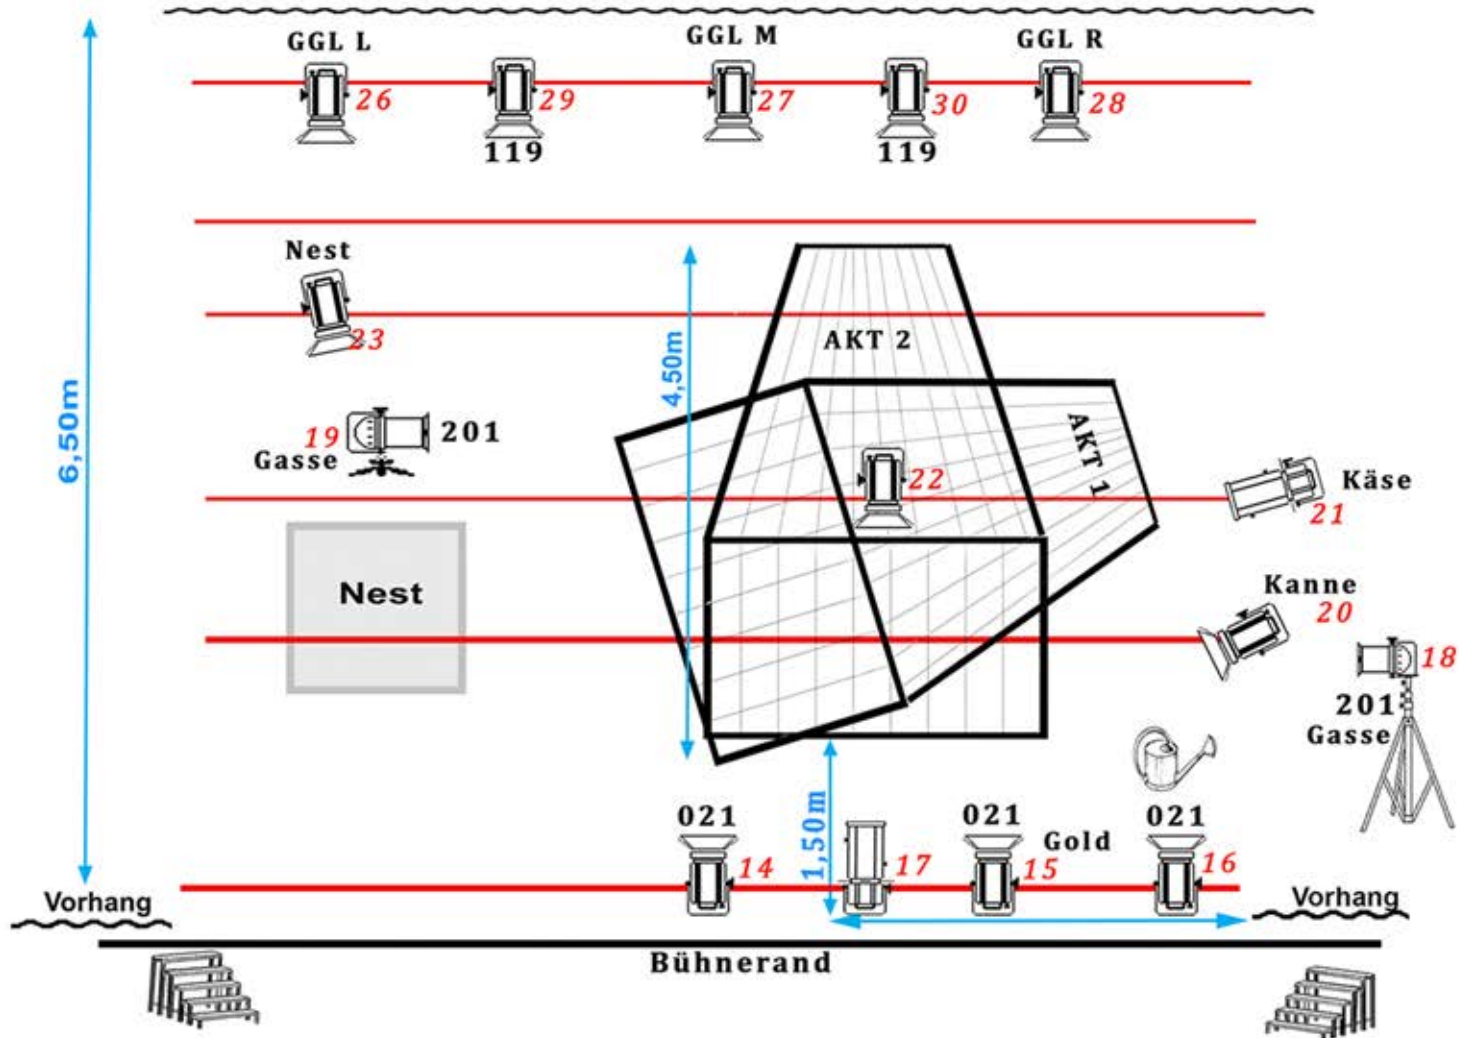 GGL L
GGL M
GGL R
26
29
27
30
28
119
119
Nest
23
AKT 2
4,50m
6,50m
AKT 1
19
201
Gasse
22
Käse
21
Nest
Kanne
20
18
201
Gasse
021
021
021
Gold
1,50m
14
17
15
16
Vorhang
Vorhang
Bühnerand